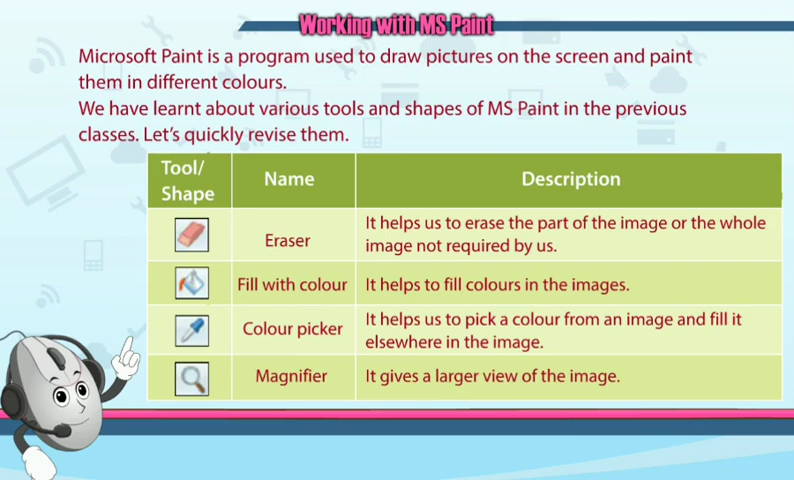 Working with MS Paint
Microsoft Paint is a program used to draw pictures on the screen and paint
them in different colours.
We have learnt about various tools and shapes of MS Paint in the previous
classes. Let's quickly revise them.
Tool/
Shape
Name
Description
Eraser
It helps us to erase the part of the image or the whole
image not required by us.
Fill with colour
It helps to fill colours in the images.
Colour picker
It helps us to pick a colour from an image and fill it
elsewhere in the image.
Magnifier
It gives a larger view of the image.